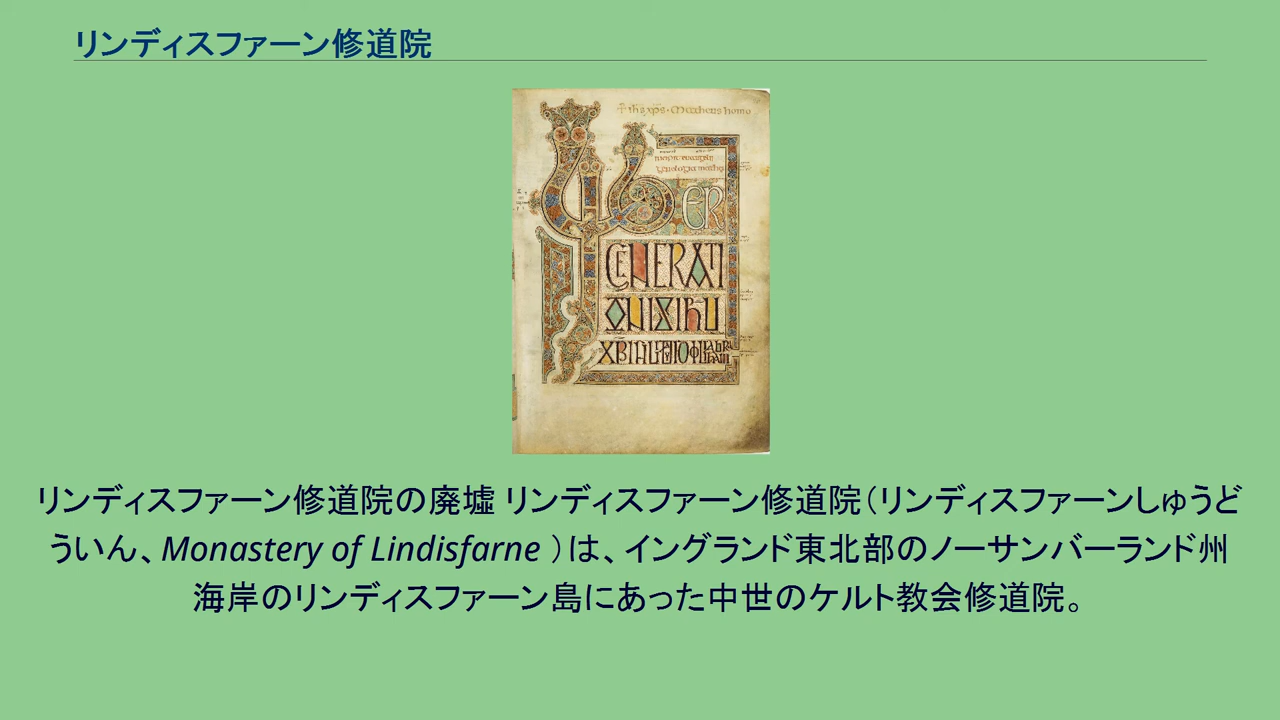 リンディスファーン修道院
ER
GENERATI
リンディスファーン修道院の廃墟 リンディスファーン修道院（リンディスファーンしゅうど
ういん、Monastery of Lindisfarne ）は、イングランド東北部のノーサンバーランド州
海岸のリンディスファーン島にあった中世のケルト教会修道院。